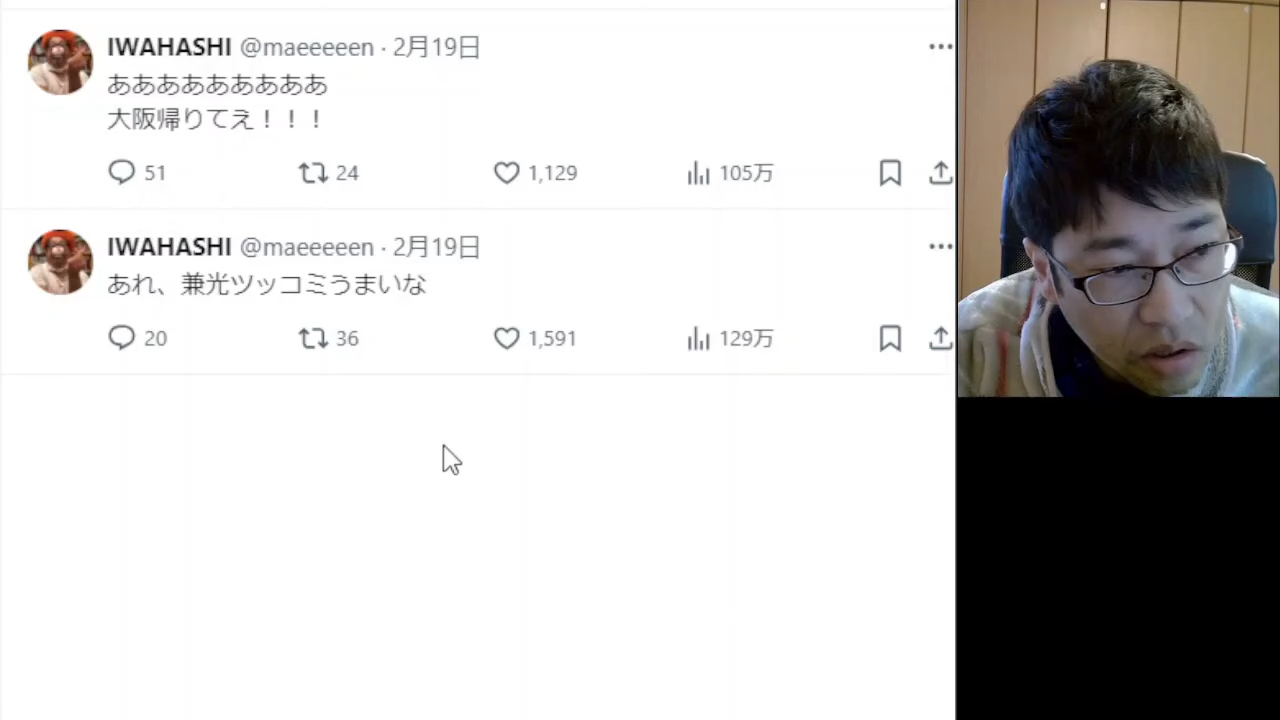 IWAHASHI @maeeeeen · 2月19日
あああああああああ
大阪帰りてえ！！！
51 24 1,129 105万
IWAHASHI @maeeeeen · 2月19日
あれ、兼光ツッコミうまいな
20 36 1,591 129万